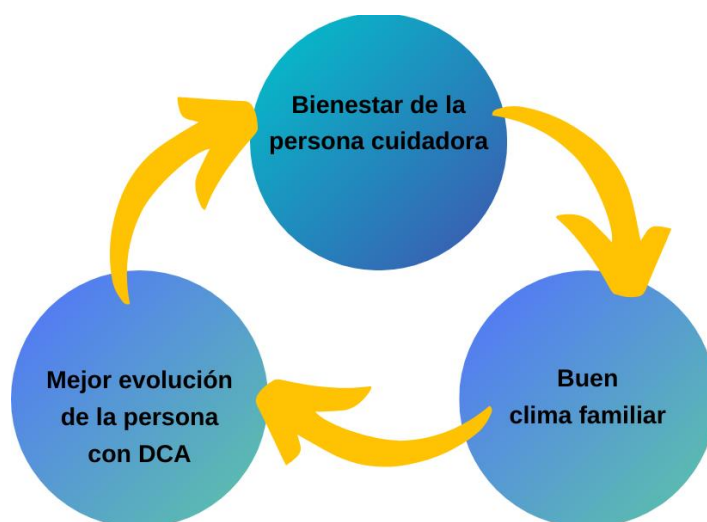 Bienestar de la
persona cuidadora
Buen
clima familiar
Mejor evolución
de la persona
con DCA